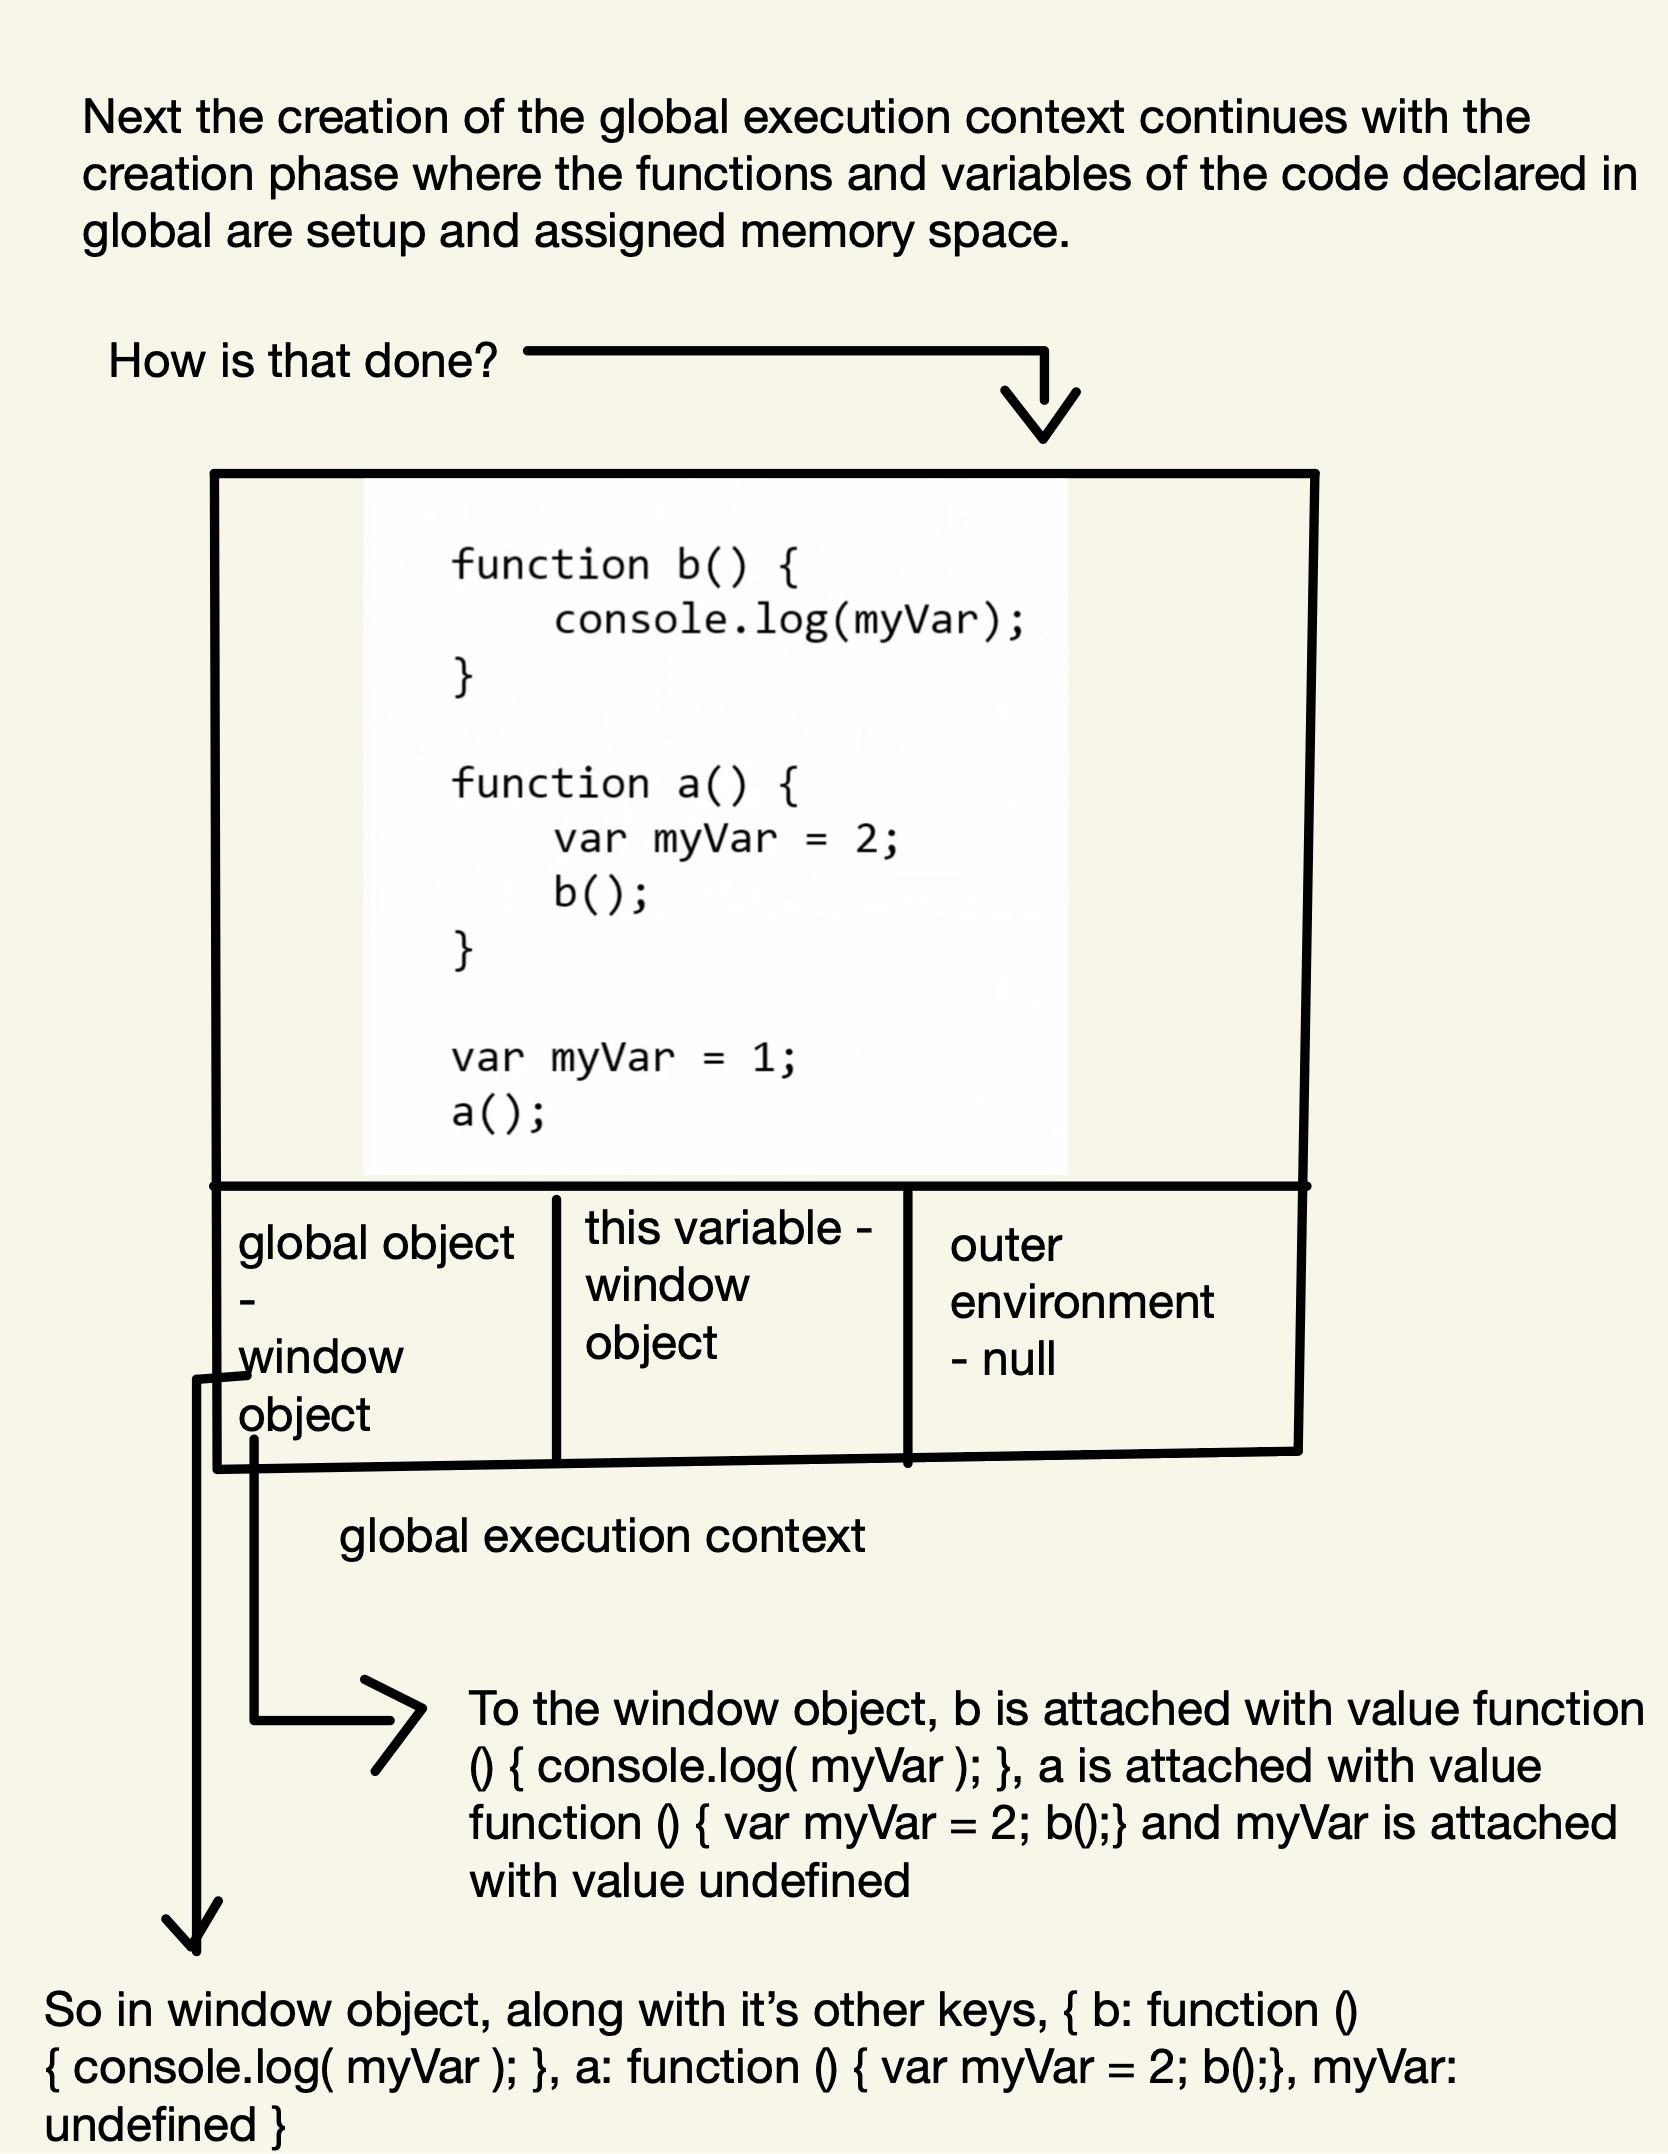 Next the creation of the global execution context continues with the
creation phase where the functions and variables of the code declared in
global are setup and assigned memory space.
How is that done?
function b() {
console.log(myVar);
}
function a() {
var myVar = 2;
b();
}
var myVar = 1;
a();
global object
-
window
object
this variable -
window
object
outer
environment
- null
global execution context
To the window object, b is attached with value function
() { console.log( myVar ); }, a is attached with value
function () { var myVar = 2; b();} and myVar is attached
with value undefined
So in window object, along with it’s other keys, { b: function ()
{ console.log( myVar ); }, a: function () { var myVar = 2; b();}, myVar:
undefined }